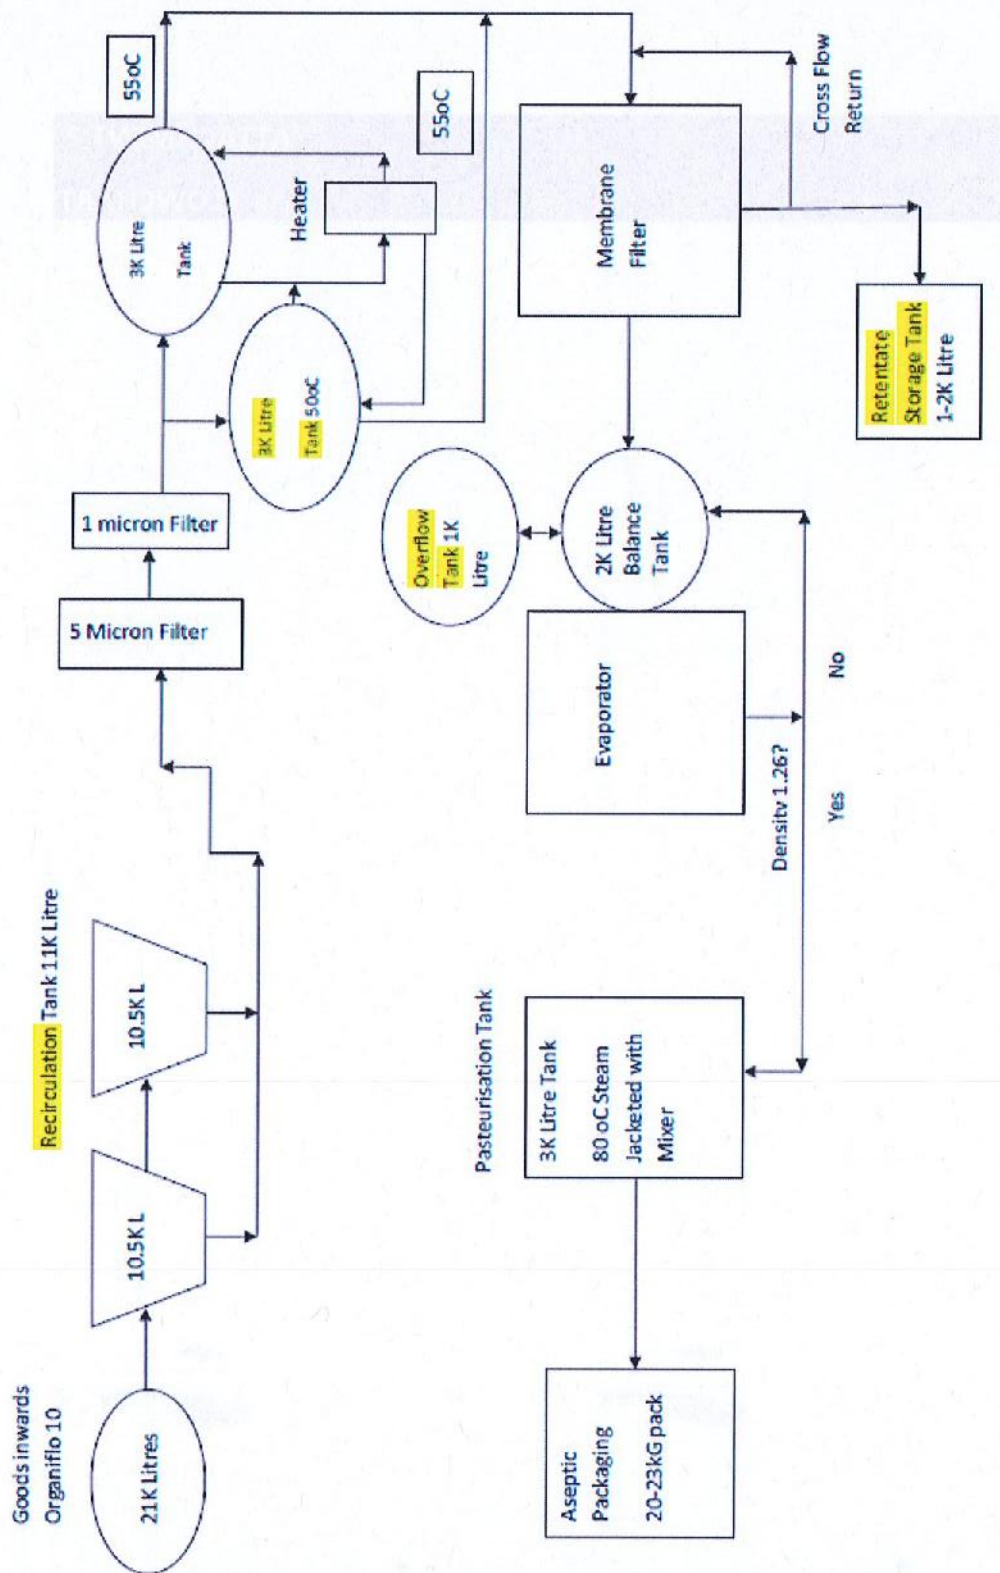 Goods inwards
Organiflo 10
21K Litres
10.5K L
Recirculation Tank 11K Litre
10.5K L
5 Micron Filter
1 micron Filter
3K Litre
Tank
55oC
3K Litre
Tank 50oC
Heater
55oC
Aseptic
Packaging
20-23kG pack
Pasteurisation Tank
3K Litre Tank
80 oC Steam
Jacketed with
Mixer
Density 1.26?
Yes
No
Evaporator
Overflow
Tank 1K
Litre
2K Litre
Balance
Tank
Membrane
Filter
Cross Flow
Return
Retentate
Storage Tank
1-2K Litre